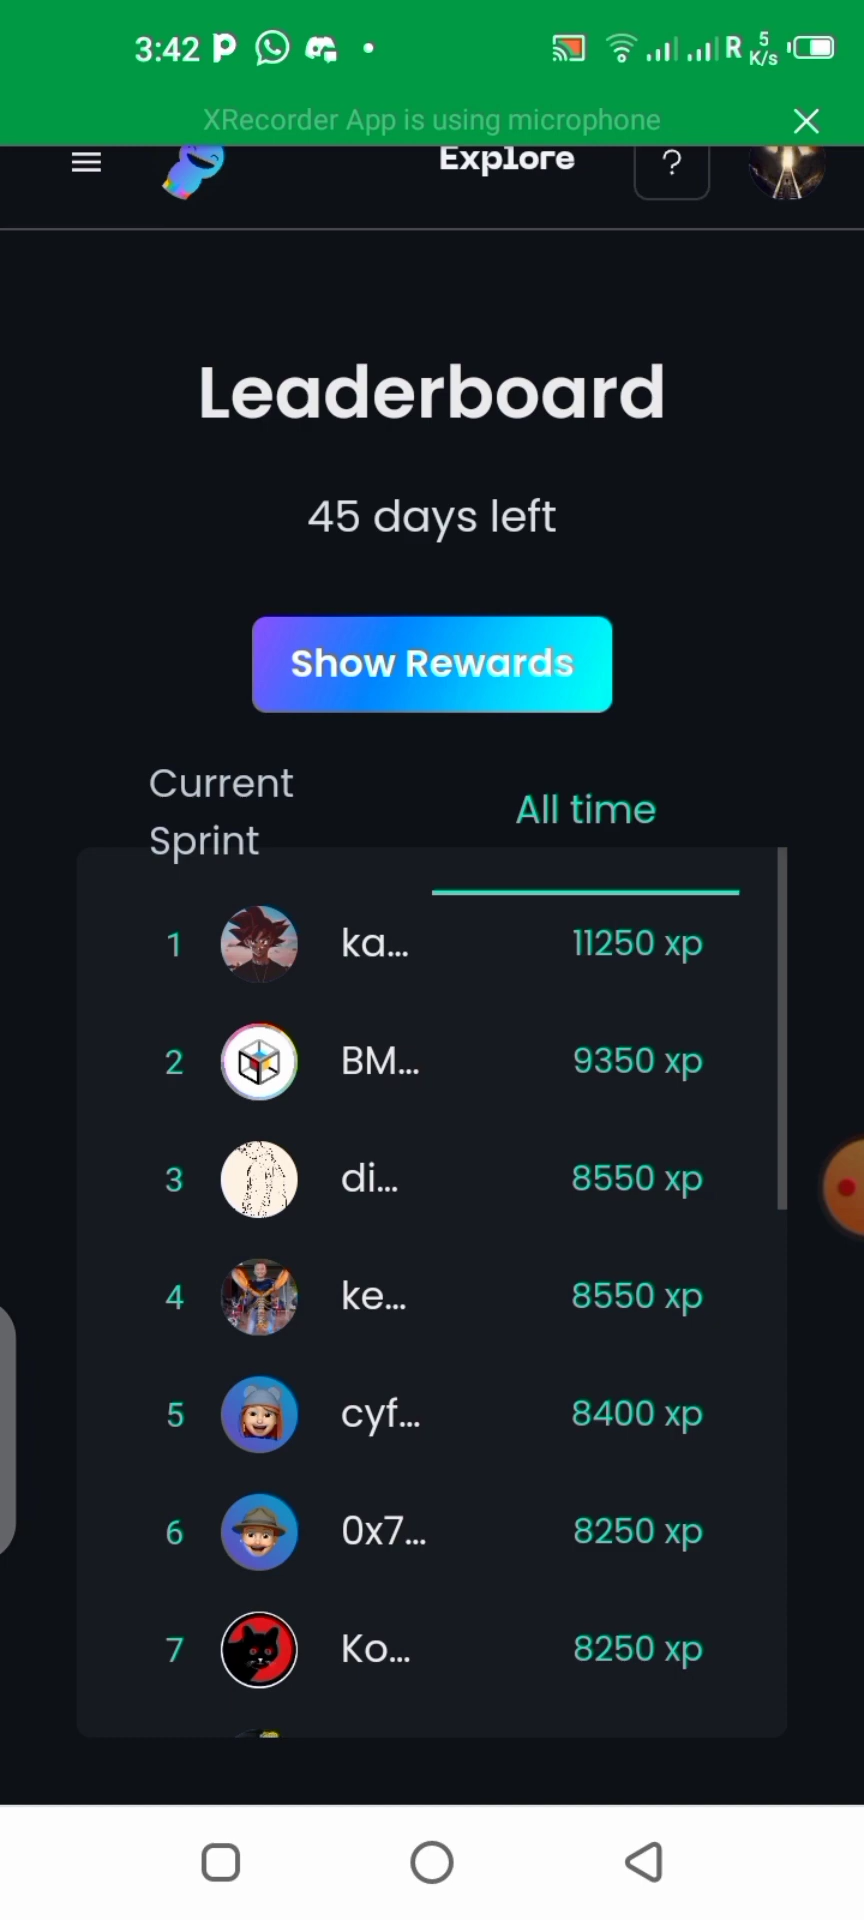 3:42 R 5 K/s
XRecorder App is using microphone
Explore ?
Leaderboard
45 days left
Show Rewards
Current
Sprint
All time
1 ka... 11250 xp
2 BM... 9350 xp
3 di... 8550 xp
4 ke... 8550 xp
5 cyf... 8400 xp
6 0x7... 8250 xp
7 Ko... 8250 xp